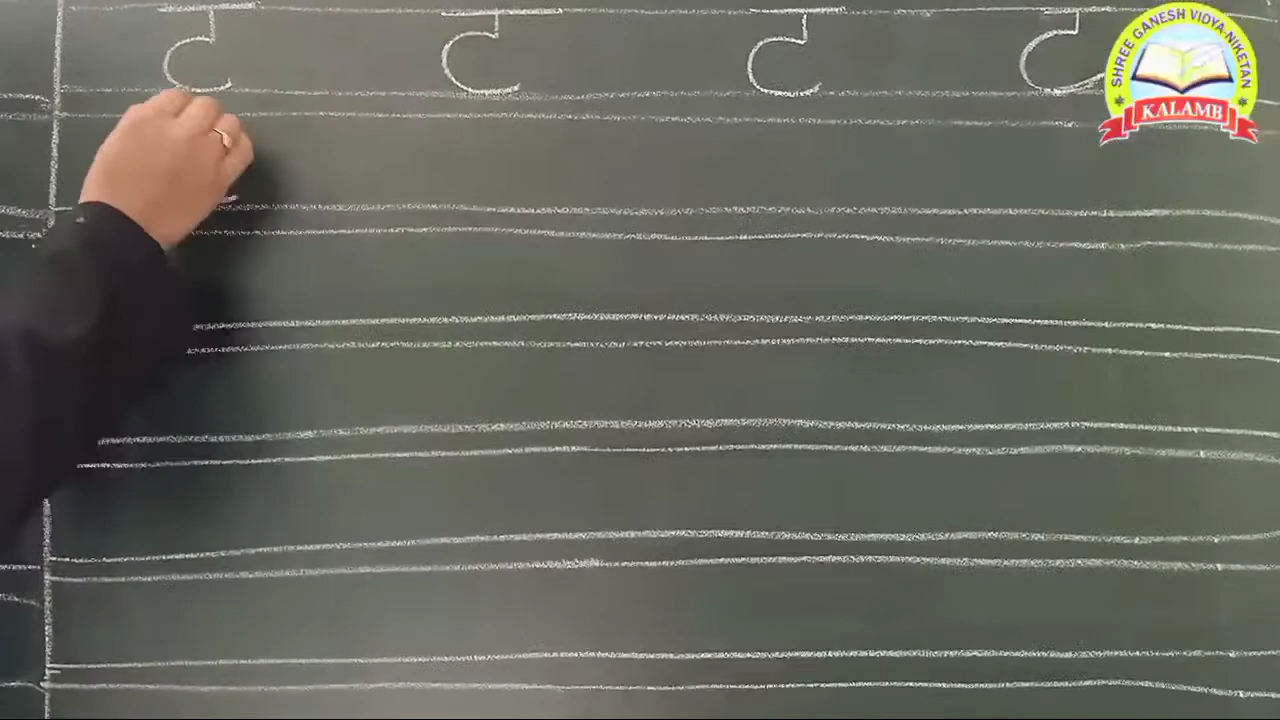 ट ट ट ट
SHREE GANESH VIDYA-NIKETAN
KALAMB